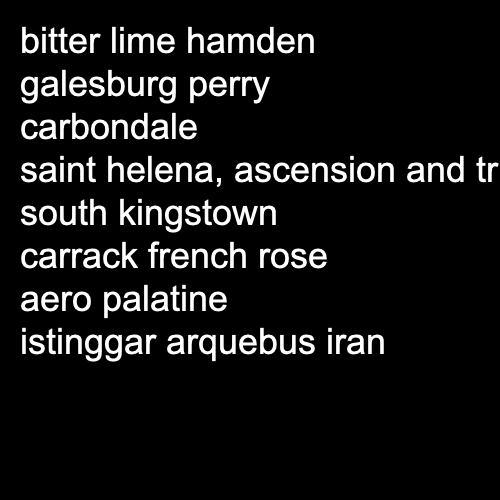 bitter lime hamden
galesburg perry
carbondale
saint helena, ascension and tr
south kingstown
carrack french rose
aero palatine
istinggar arquebus iran